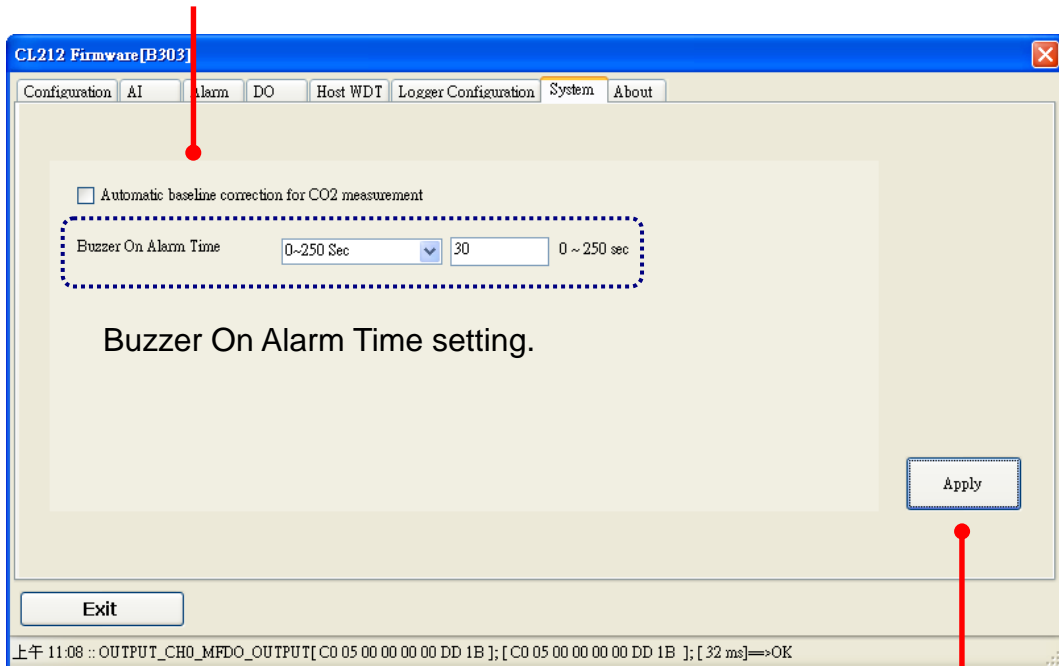 CL212 Firmware[B303]
Configuration AI Alarm DO Host WDT Logger Configuration System About
Automatic baseline correction for CO2 measurement
Buzzer On Alarm Time 0~250 Sec 30 0 ~ 250 sec
Buzzer On Alarm Time setting.
Apply
Exit
上午 11:08 :: OUTPUT_CH0_MFDO_OUTPUT[ C0 05 00 00 00 00 DD 1B ]; [ C0 05 00 00 00 00 DD 1B ]; [ 32 ms]==>OK